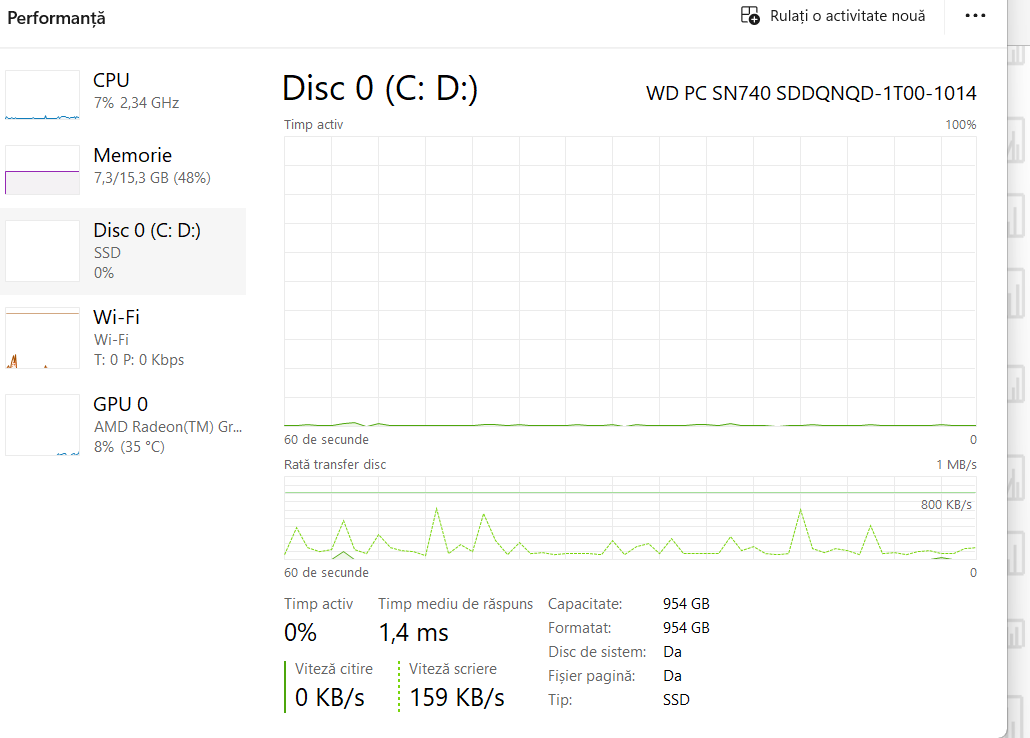 Performanță
Rulați o activitate nouă
CPU
7% 2,34 GHz
Memorie
7,3/15,3 GB (48%)
Disc 0 (C: D:)
SSD
0%
Wi-Fi
Wi-Fi
T: 0 P: 0 Kbps
GPU 0
AMD Radeon(TM) Gr...
8% (35 °C)
Disc 0 (C: D:)
WD PC SN740 SDDQNQD-1T00-1014
Timp activ
100%
60 de secunde
0
Rată transfer disc
1 MB/s
800 KB/s
60 de secunde
0
Timp activ
0%
Timp mediu de răspuns
1,4 ms
Viteză citire
0 KB/s
Viteză scriere
159 KB/s
Capacitate: 954 GB
Formatat: 954 GB
Disc de sistem: Da
Fișier pagină: Da
Tip: SSD